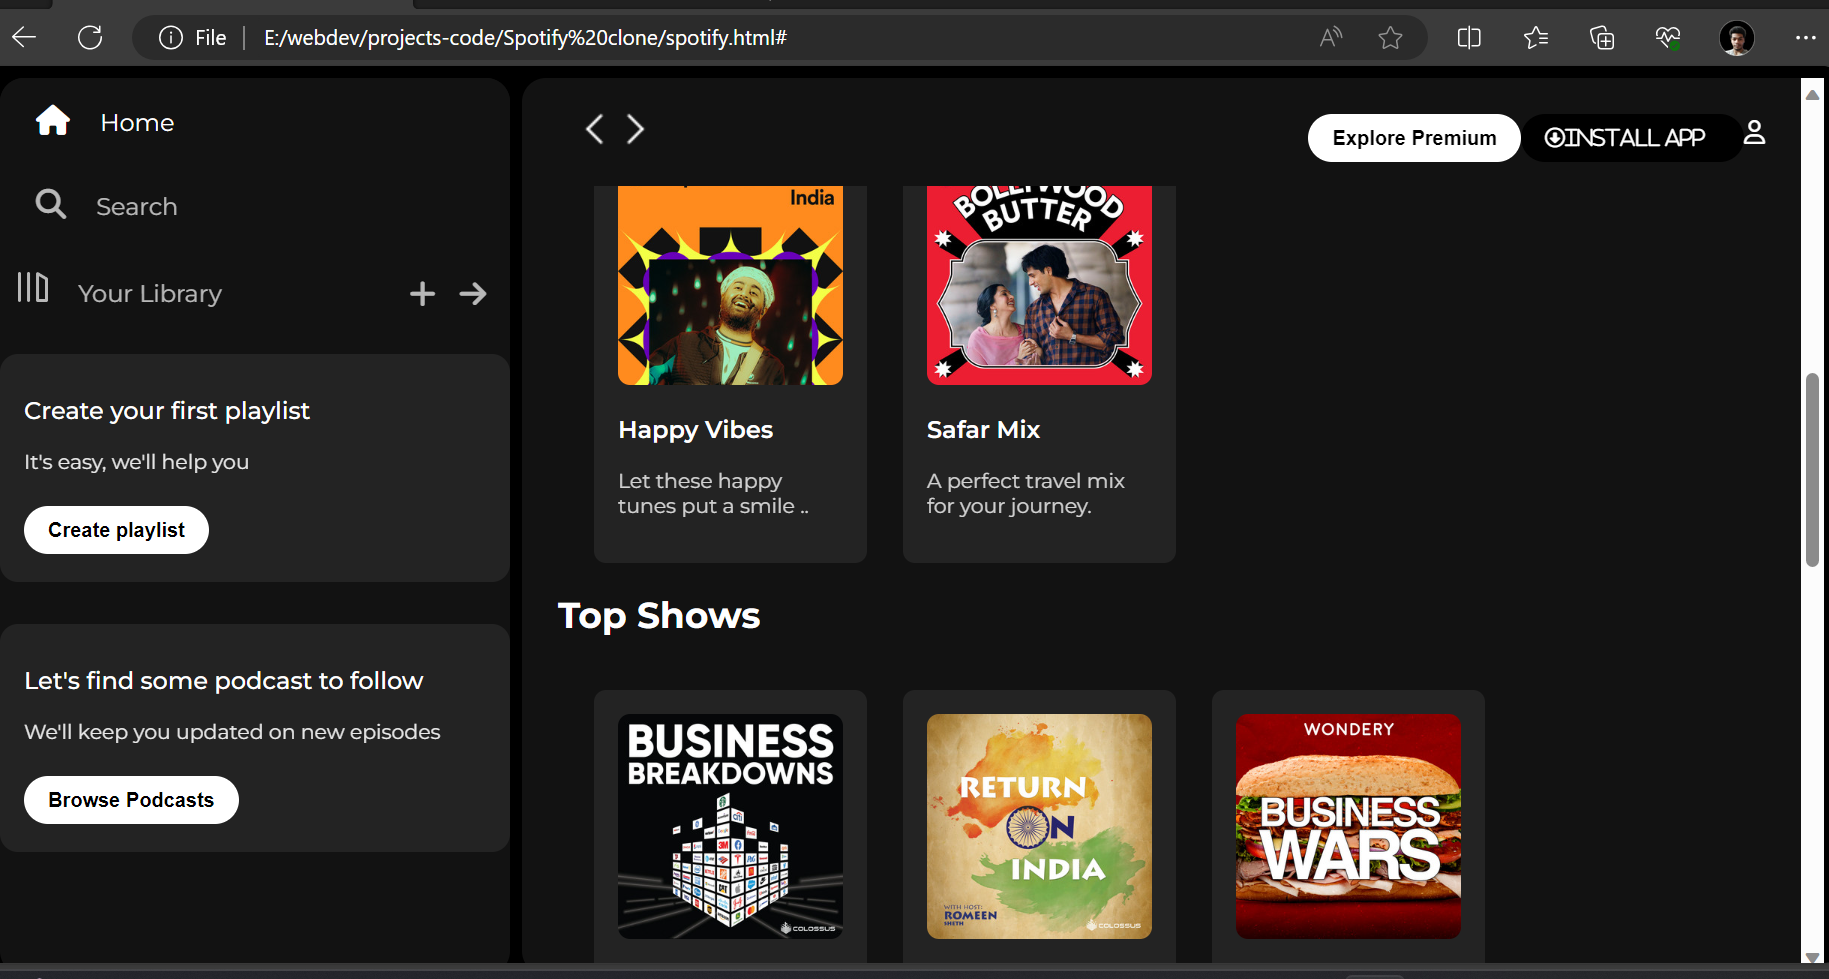 File
E:/webdev/projects-code/Spotify%20clone/spotify.html#
Home
Search
Your Library
Create your first playlist
It's easy, we'll help you
Create playlist
Let's find some podcast to follow
We'll keep you updated on new episodes
Browse Podcasts
Explore Premium
INSTALL APP
India
BOLLYWOOD
BUTTER
Happy Vibes
Let these happy
tunes put a smile ..
Safar Mix
A perfect travel mix
for your journey.
Top Shows
BUSINESS
BREAKDOWNS
COLOSSUS
RETURN
ON
INDIA
WITH HOST:
ROMEEN
SHETH
COLOSSUS
WONDERY
BUSINESS
WARS